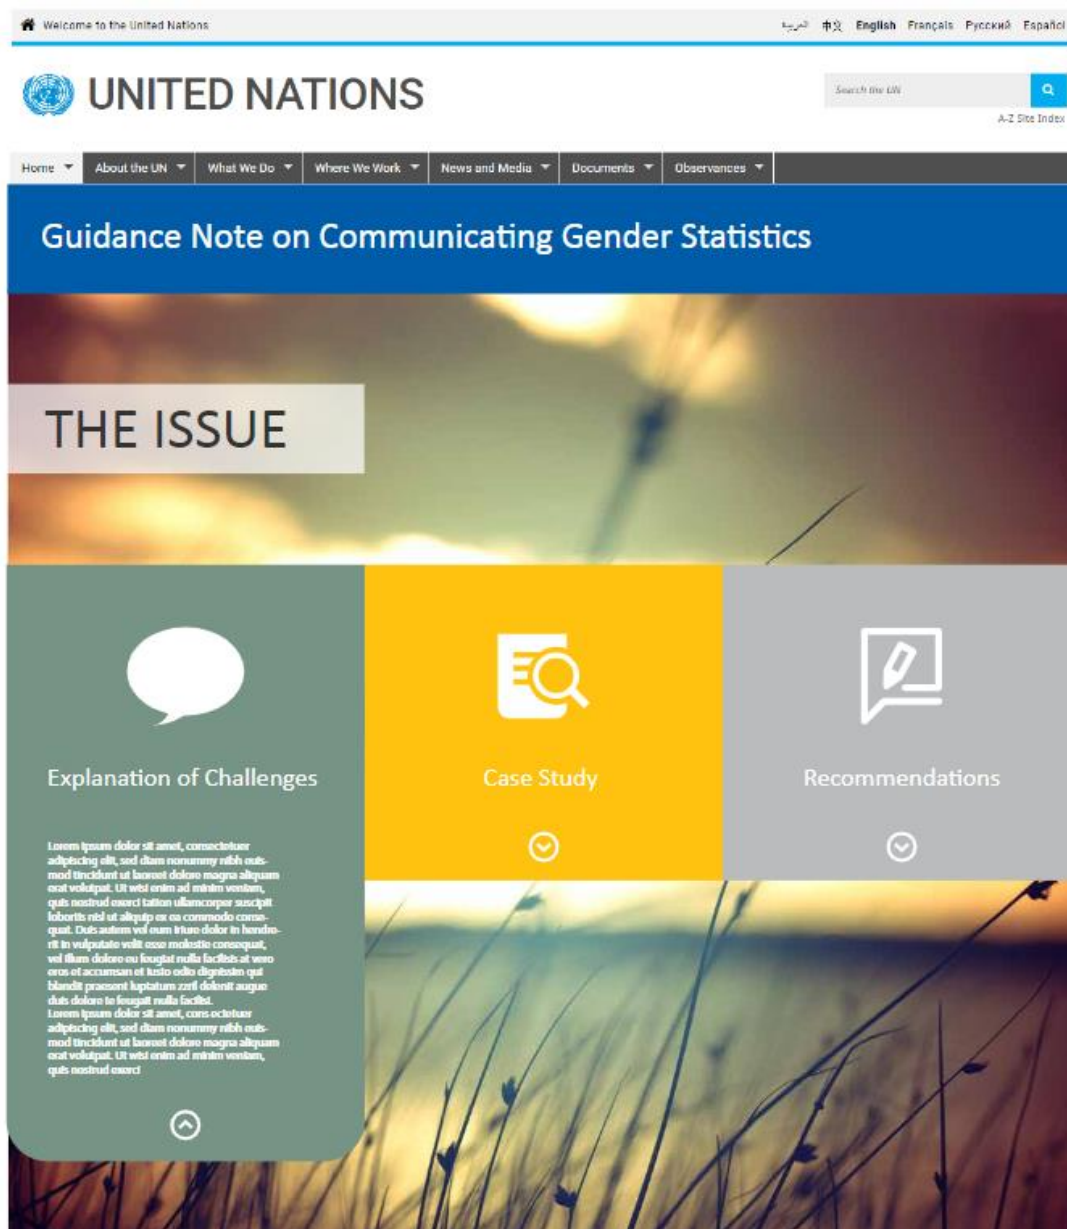 Welcome to the United Nations
العربية 中文 English Français Русский Español
UNITED NATIONS
Search the UN
A-Z Site Index
Home About the UN What We Do Where We Work News and Media Documents Observances
Guidance Note on Communicating Gender Statistics
THE ISSUE
Explanation of Challenges
Case Study
Recommendations
Lorem ipsum dolor sit amet, consectetuer
adipiscing elit, sed diam nonummy nibh euis-
mod tincidunt ut laoreet dolore magna aliquam
erat volutpat. Ut wisi enim ad minim veniam,
quis nostrud exerci tation ullamcorper suscipit
lobortis nisl ut aliquip ex ea commodo conse-
quat. Duis autem vel eum iriure dolor in hendre-
rit in vulputate velit esse molestie consequat,
vel illum dolore eu feugiat nulla facilisis at vero
eros et accumsan et iusto odio dignissim qui
blandit praesent luptatum zzril delenit augue
duis dolore te feugait nulla facilisi.
Lorem ipsum dolor sit amet, cons ectetuer
adipiscing elit, sed diam nonummy nibh euis-
mod tincidunt ut laoreet dolore magna aliquam
erat volutpat. Ut wisi enim ad minim veniam,
quis nostrud exerci